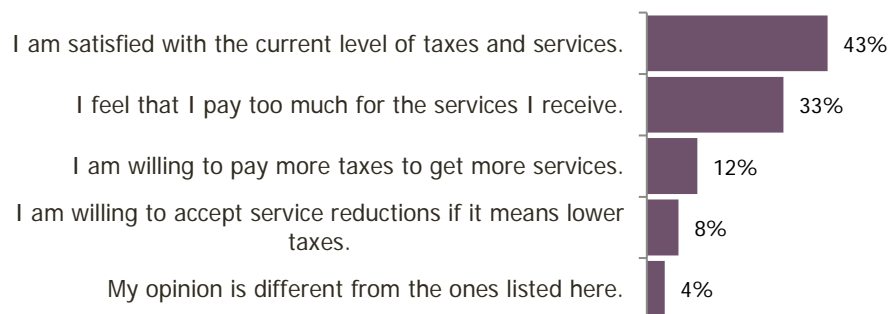 I am satisfied with the current level of taxes and services. 43%
I feel that I pay too much for the services I receive. 33%
I am willing to pay more taxes to get more services. 12%
I am willing to accept service reductions if it means lower
taxes. 8%
My opinion is different from the ones listed here. 4%